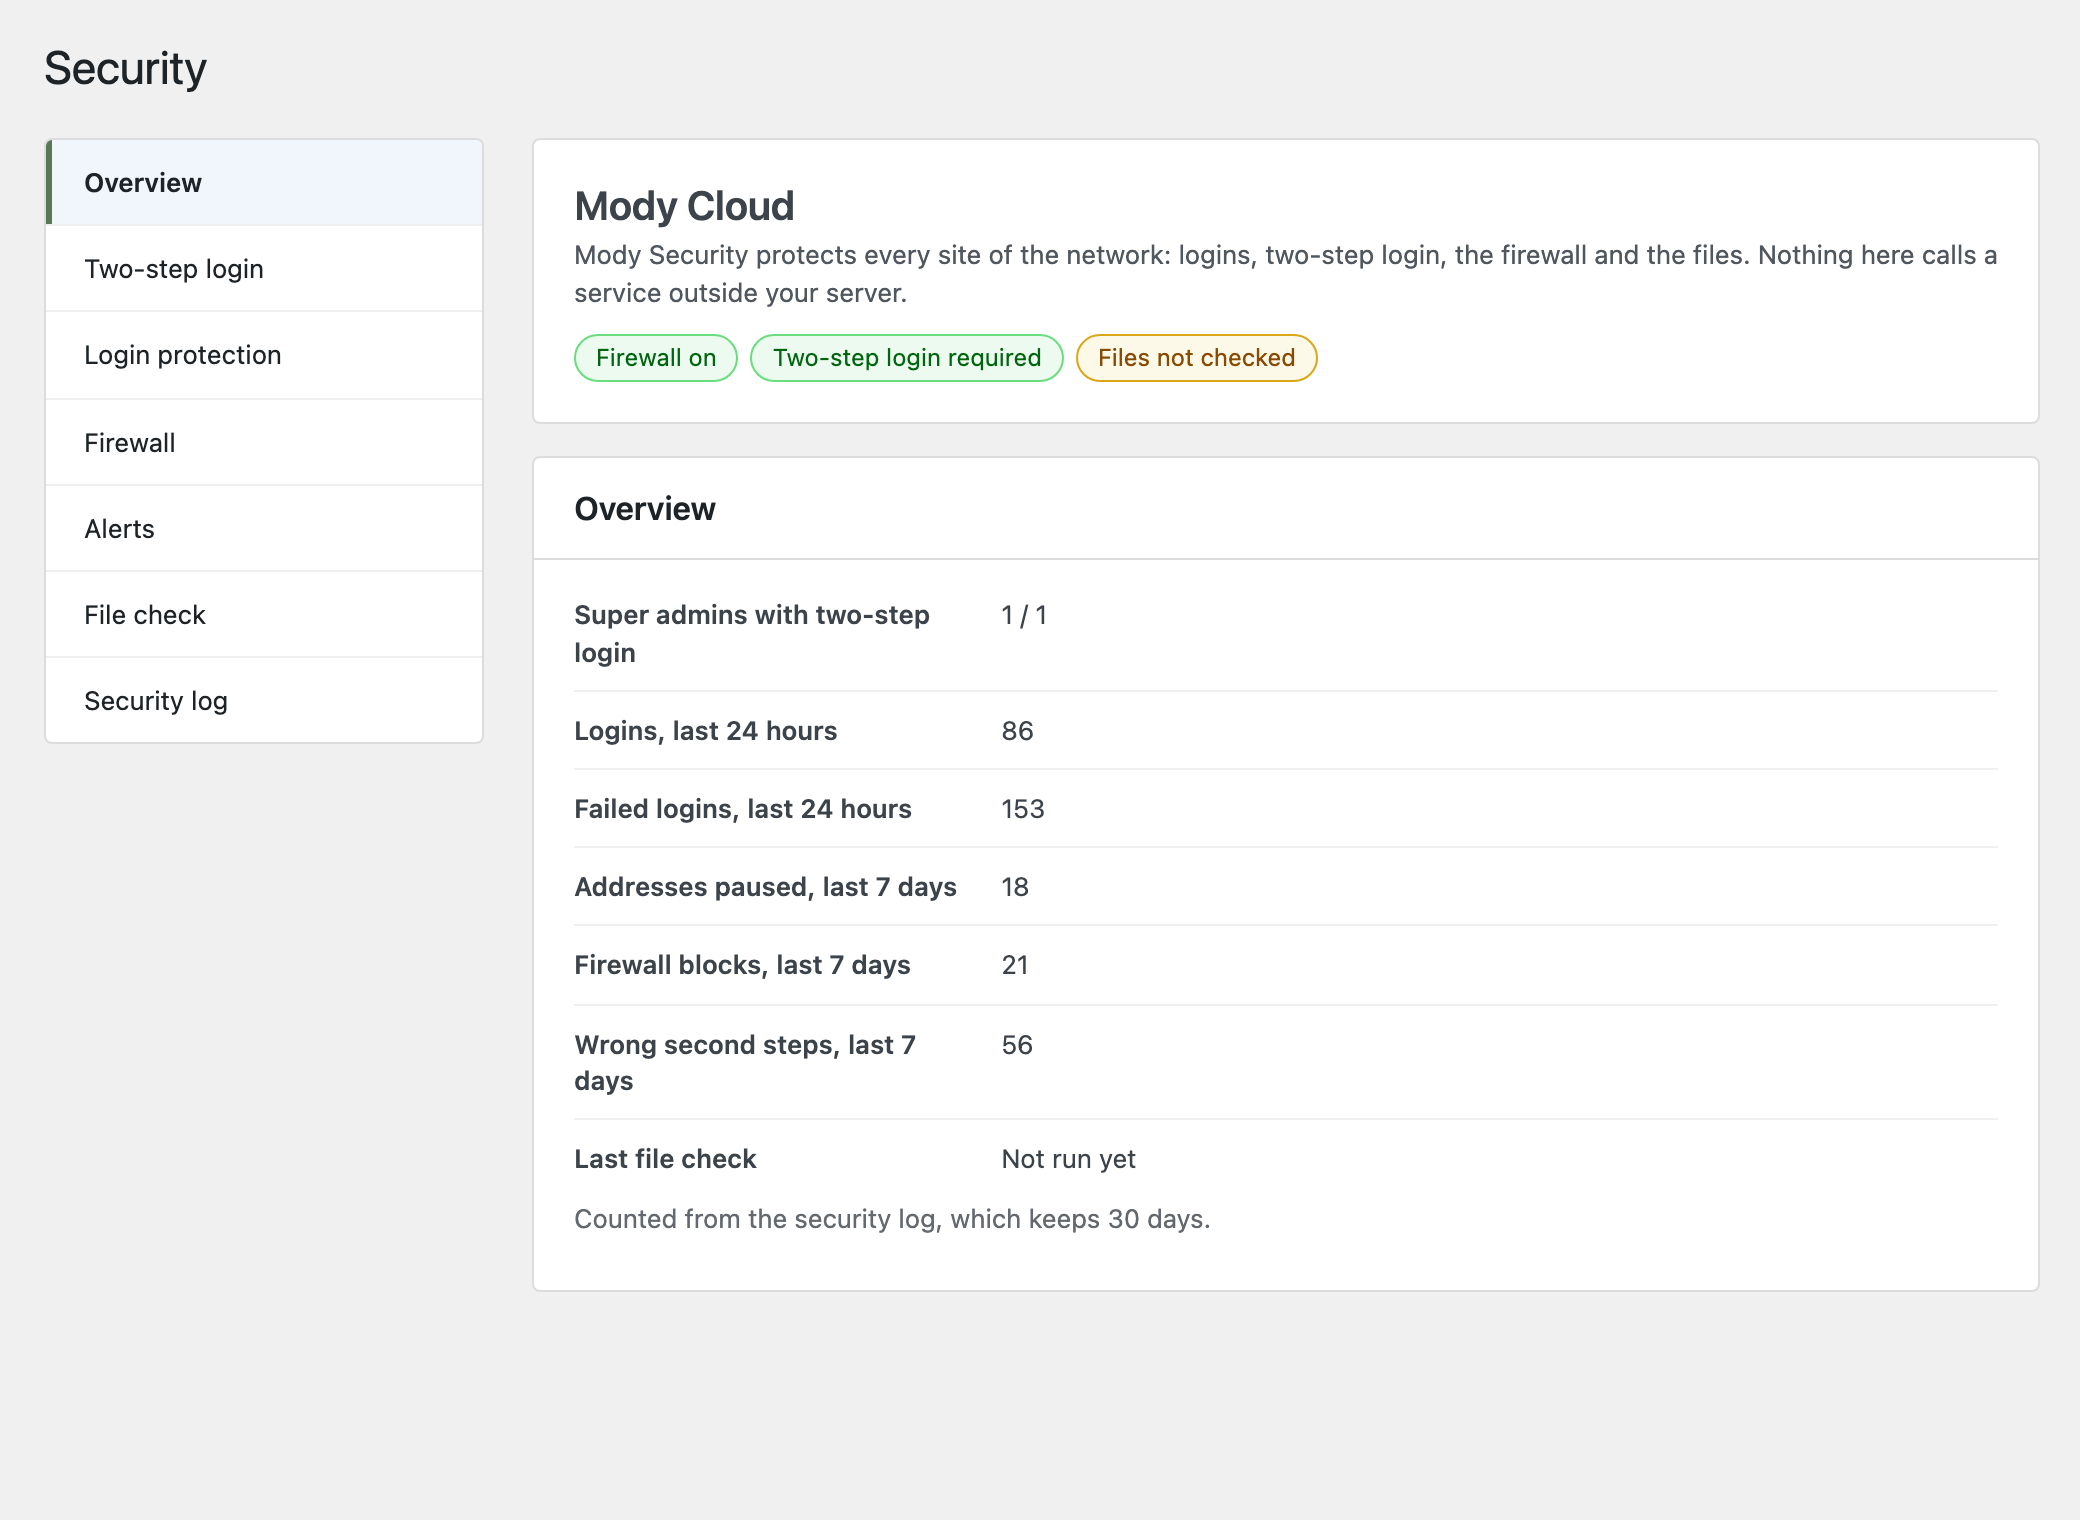 Security
Overview
Two-step login
Login protection
Firewall
Alerts
File check
Security log
Mody Cloud
Mody Security protects every site of the network: logins, two-step login, the firewall and the files. Nothing here calls a
service outside your server.
Firewall on
Two-step login required
Files not checked
Overview
Super admins with two-step
login
1 / 1
Logins, last 24 hours
86
Failed logins, last 24 hours
153
Addresses paused, last 7 days
18
Firewall blocks, last 7 days
21
Wrong second steps, last 7
days
56
Last file check
Not run yet
Counted from the security log, which keeps 30 days.